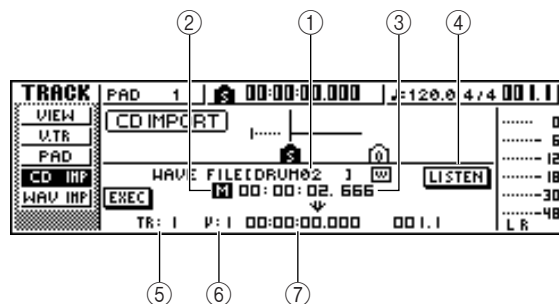 ② ① ③ ④
TRACK PAD 1 S 00:00:00.000 ♩=120.0 4/4 001.1
VIEW
V.TR
PAD
CD IMP
WAV IMP
CD IMPORT
S 0
WAVE FILE[DRUM02 ] W LISTEN
EXEC M 00:00:02.666
TR: 1 V:1 00:00:00.000 001.1
0
6
12
18
30
48
L R
⑤ ⑥ ⑦